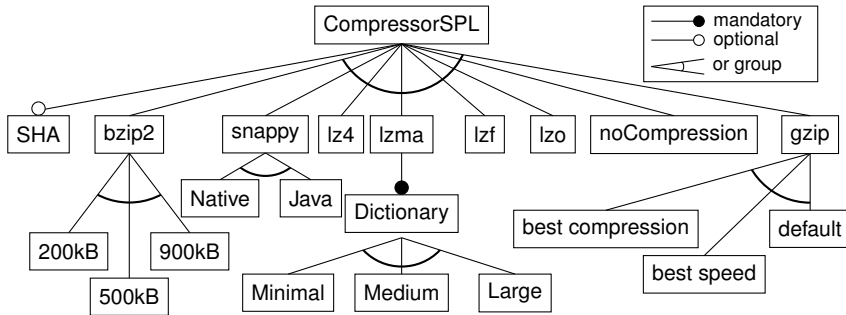 CompressorSPL
mandatory
optional
or group
SHA
bzip2
snappy
lz4
lzma
lzf
lzo
noCompression
gzip
Native
Java
Dictionary
best compression
default
200kB
900kB
best speed
500kB
Minimal
Medium
Large